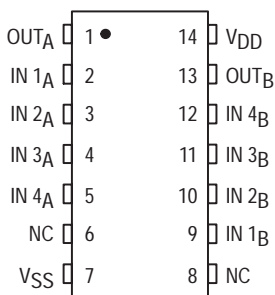 OUTA 1 14 VDD
IN 1A 2 13 OUTB
IN 2A 3 12 IN 4B
IN 3A 4 11 IN 3B
IN 4A 5 10 IN 2B
NC 6 9 IN 1B
VSS 7 8 NC